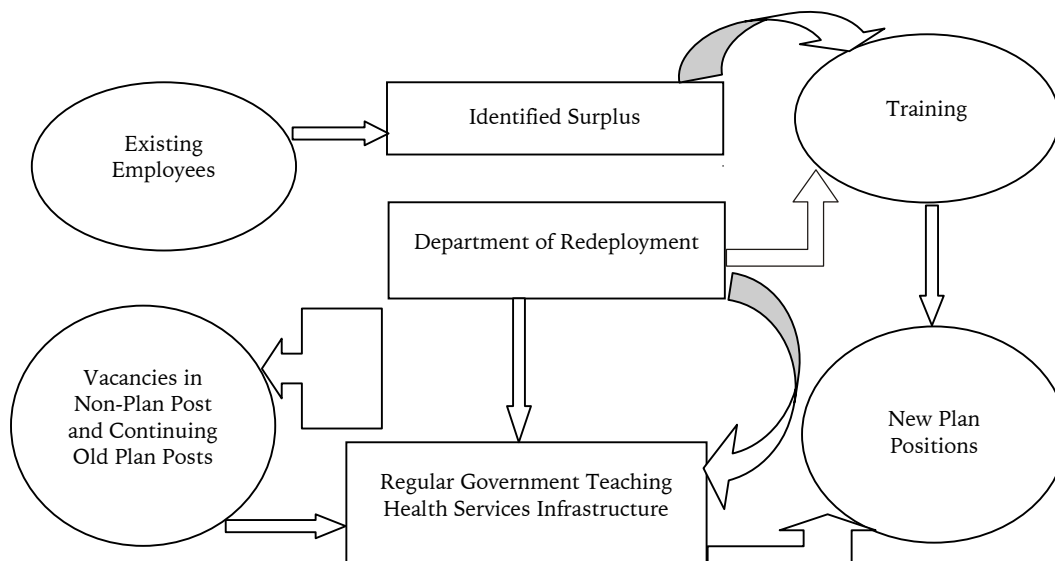 Identified Surplus
Training
Existing
Employees
Department of Redeployment
Vacancies in
Non-Plan Post
and Continuing
Old Plan Posts
New Plan
Positions
Regular Government Teaching
Health Services Infrastructure